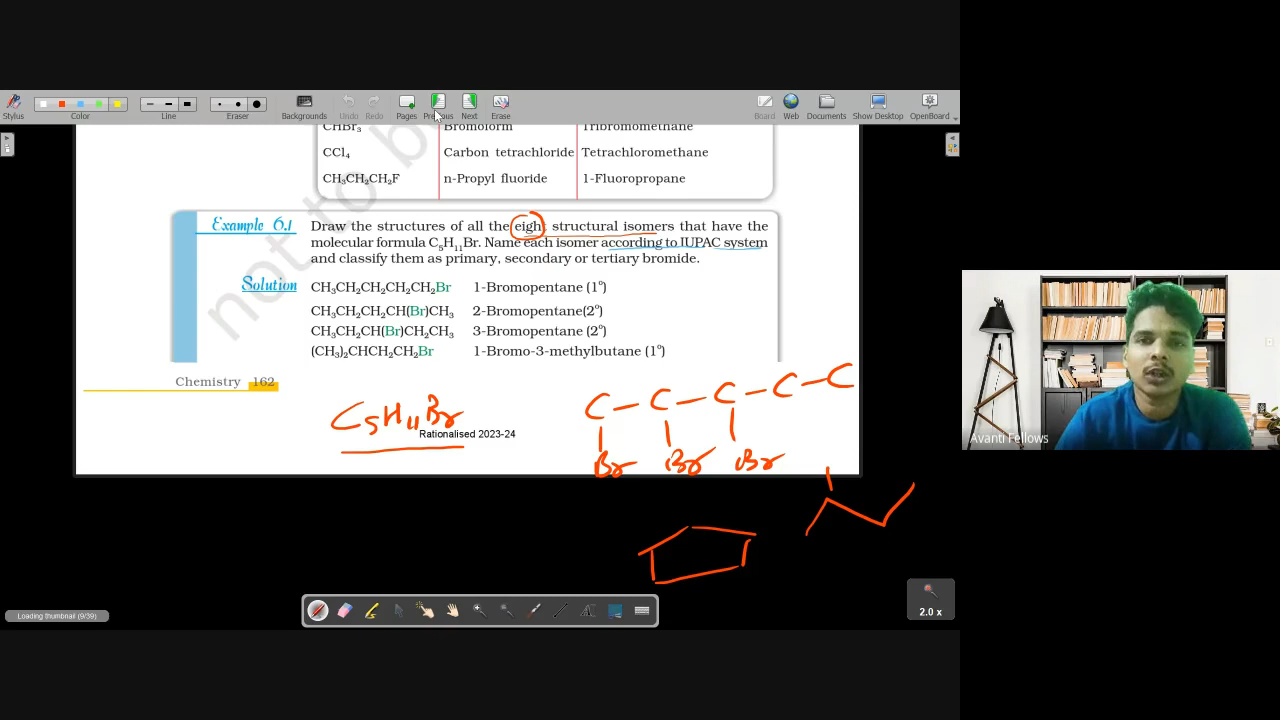 Stylus
Color
Line
Eraser
Backgrounds
Undo
Redo
Pages
Previous
Next
Erase
Board
Web
Documents
Show Desktop
OpenBoard
CHBr₃ Bromoform Tribromomethane
CCl₄ Carbon tetrachloride Tetrachloromethane
CH₃CH₂CH₂F n-Propyl fluoride 1-Fluoropropane
not to b
Example 6.1 Draw the structures of all the eight structural isomers that have the
molecular formula C₅H₁₁Br. Name each isomer according to IUPAC system
and classify them as primary, secondary or tertiary bromide.
Solution CH₃CH₂CH₂CH₂CH₂Br 1-Bromopentane (1°)
CH₃CH₂CH₂CH(Br)CH₃ 2-Bromopentane(2°)
CH₃CH₂CH(Br)CH₂CH₃ 3-Bromopentane (2°)
(CH₃)₂CHCH₂CH₂Br 1-Bromo-3-methylbutane (1°)
Chemistry 162
C₅H₁₁Br
Rationalised 2023-24
C – C – C – C – C
Br Br Br
Avanti Fellows
Loading thumbnail (9/39)
2.0 x